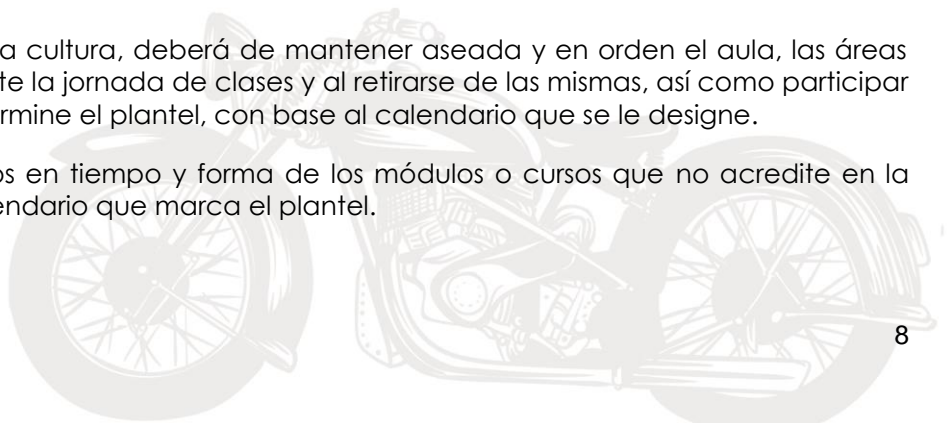 a cultura, deberá de mantener aseada y en orden el aula, las áreas
te la jornada de clases y al retirarse de las mismas, así como participar
rmine el plantel, con base al calendario que se le designe.
os en tiempo y forma de los módulos o cursos que no acredite en la
endario que marca el plantel.
8